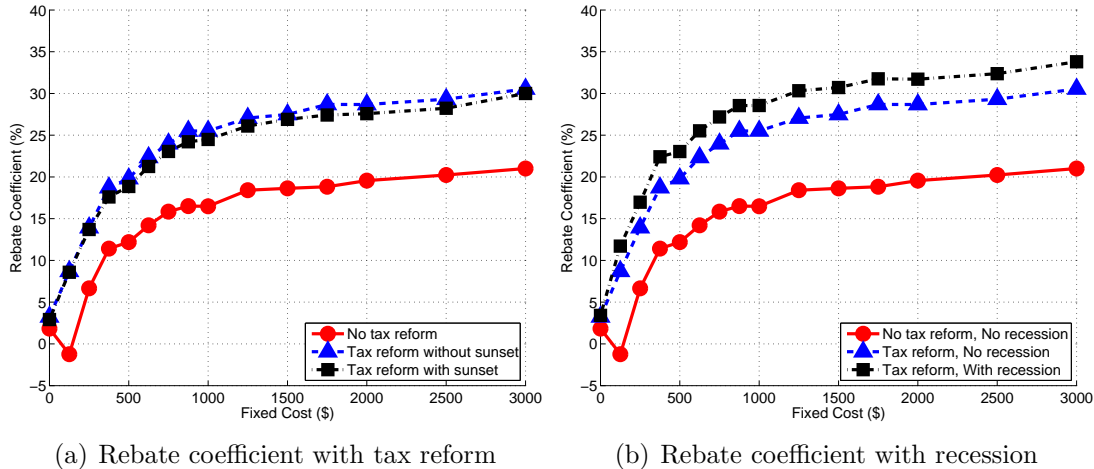 40
35
30
25
20
15
10
5
0
−5
Rebate Coefficient (%)
0 500 1000 1500 2000 2500 3000
Fixed Cost ($)
No tax reform
Tax reform without sunset
Tax reform with sunset
(a) Rebate coefficient with tax reform
40
35
30
25
20
15
10
5
0
−5
Rebate Coefficient (%)
0 500 1000 1500 2000 2500 3000
Fixed Cost ($)
No tax reform, No recession
Tax reform, No recession
Tax reform, With recession
(b) Rebate coefficient with recession